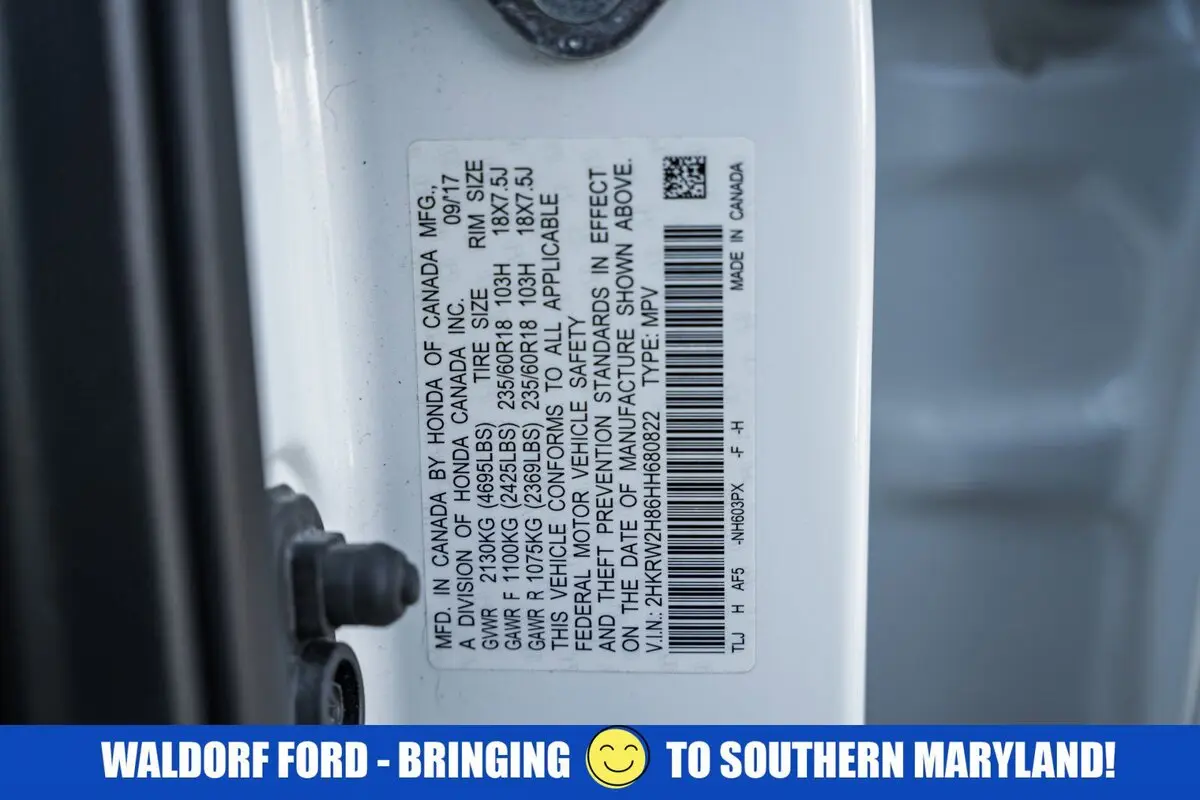 MFD. IN CANADA BY HONDA OF CANADA MFG.,
A DIVISION OF HONDA CANADA INC. 09/17
GVWR 2130KG (4695LBS) TIRE SIZE RIM SIZE
GAWR F 1100KG (2425LBS) 235/60R18 103H 18X7.5J
GAWR R 1075KG (2369LBS) 235/60R18 103H 18X7.5J
THIS VEHICLE CONFORMS TO ALL APPLICABLE
FEDERAL MOTOR VEHICLE SAFETY
AND THEFT PREVENTION STANDARDS IN EFFECT
ON THE DATE OF MANUFACTURE SHOWN ABOVE.
V.I.N.: 2HKRW2H86HH680822 TYPE: MPV
TLJ H AF5 -NH603PX -F -H MADE IN CANADA
WALDORF FORD - BRINGING TO SOUTHERN MARYLAND!